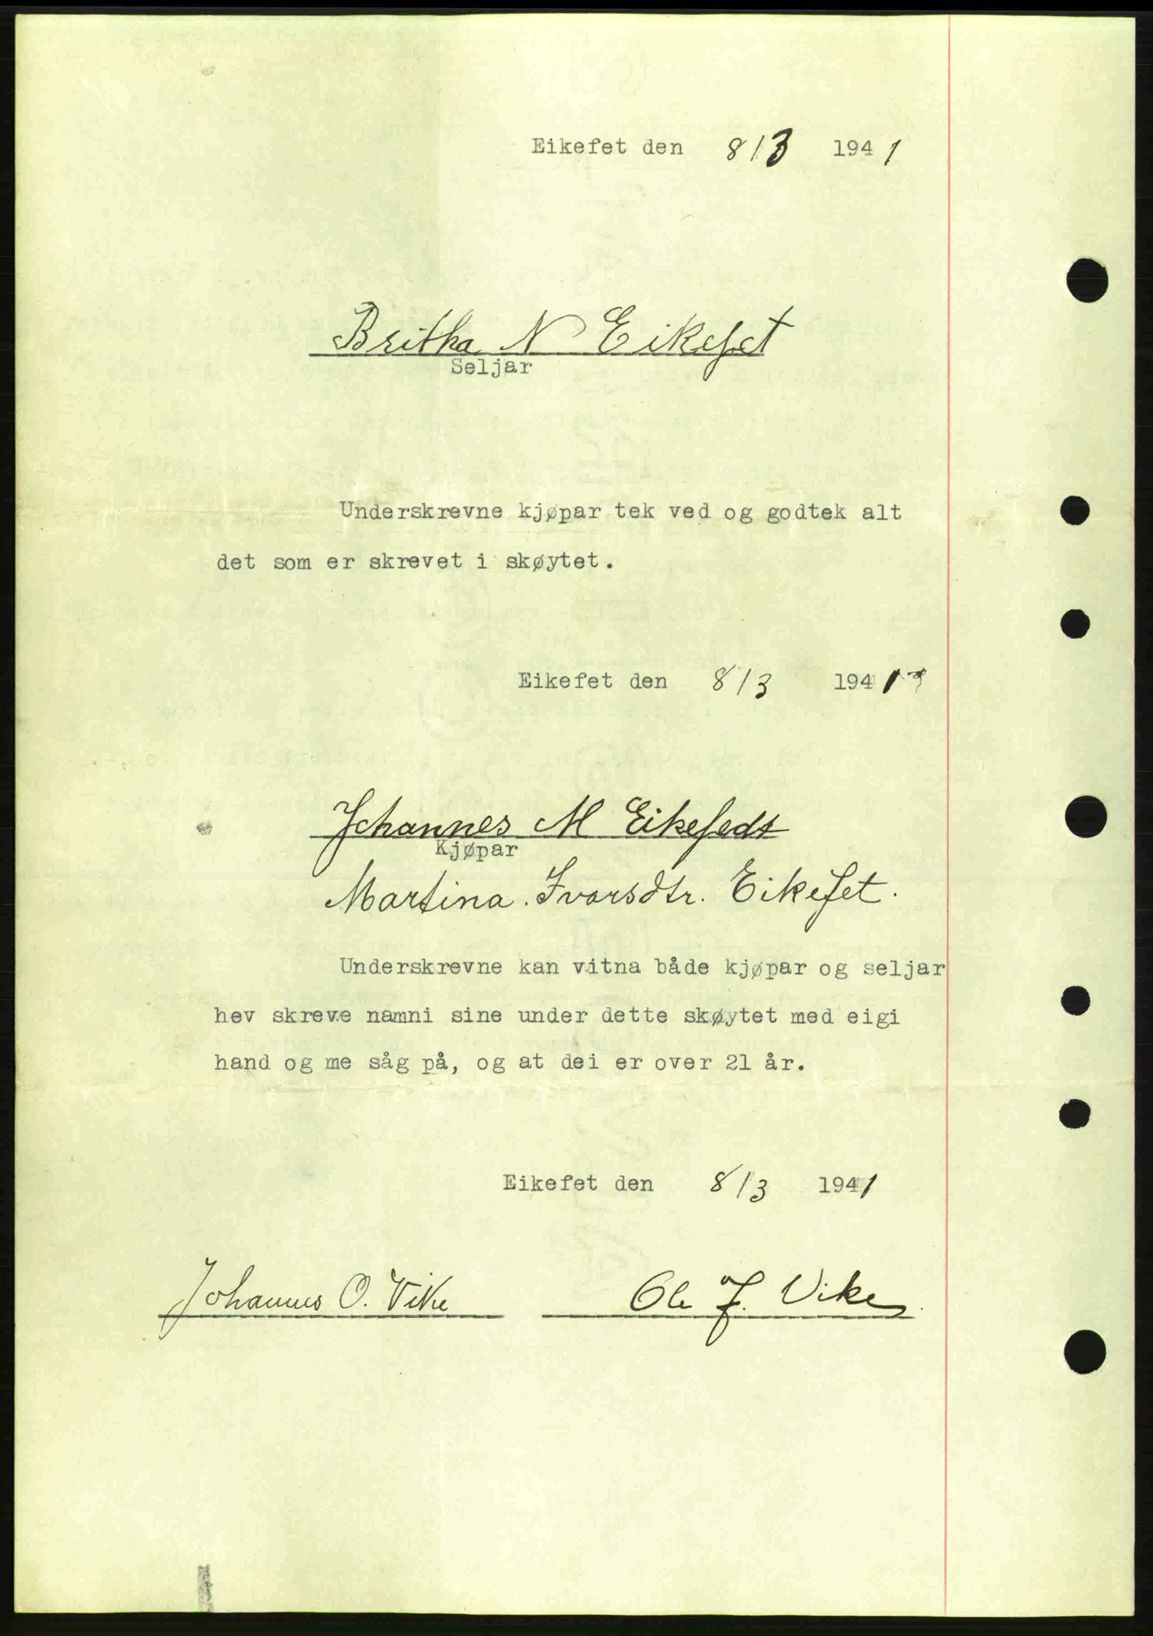 Eikefet den 8/3 1941
Britha N Eikefet
Seljar
Underskrevne kjøpar tek ved og godtek alt
det som er skrevet i skøytet.
Eikefet den 8/3 1941
Johannes M Eikefedt
Kjøpar
Martina. Ivarsdtr. Eikefet.
Underskrevne kan vitna både kjøpar og seljar
hev skreve namni sine under dette skøytet med eigi
hand og me såg på, og at dei er over 21 år.
Eikefet den 8/3 1941
Johannes O. Vike Ole J. Vike